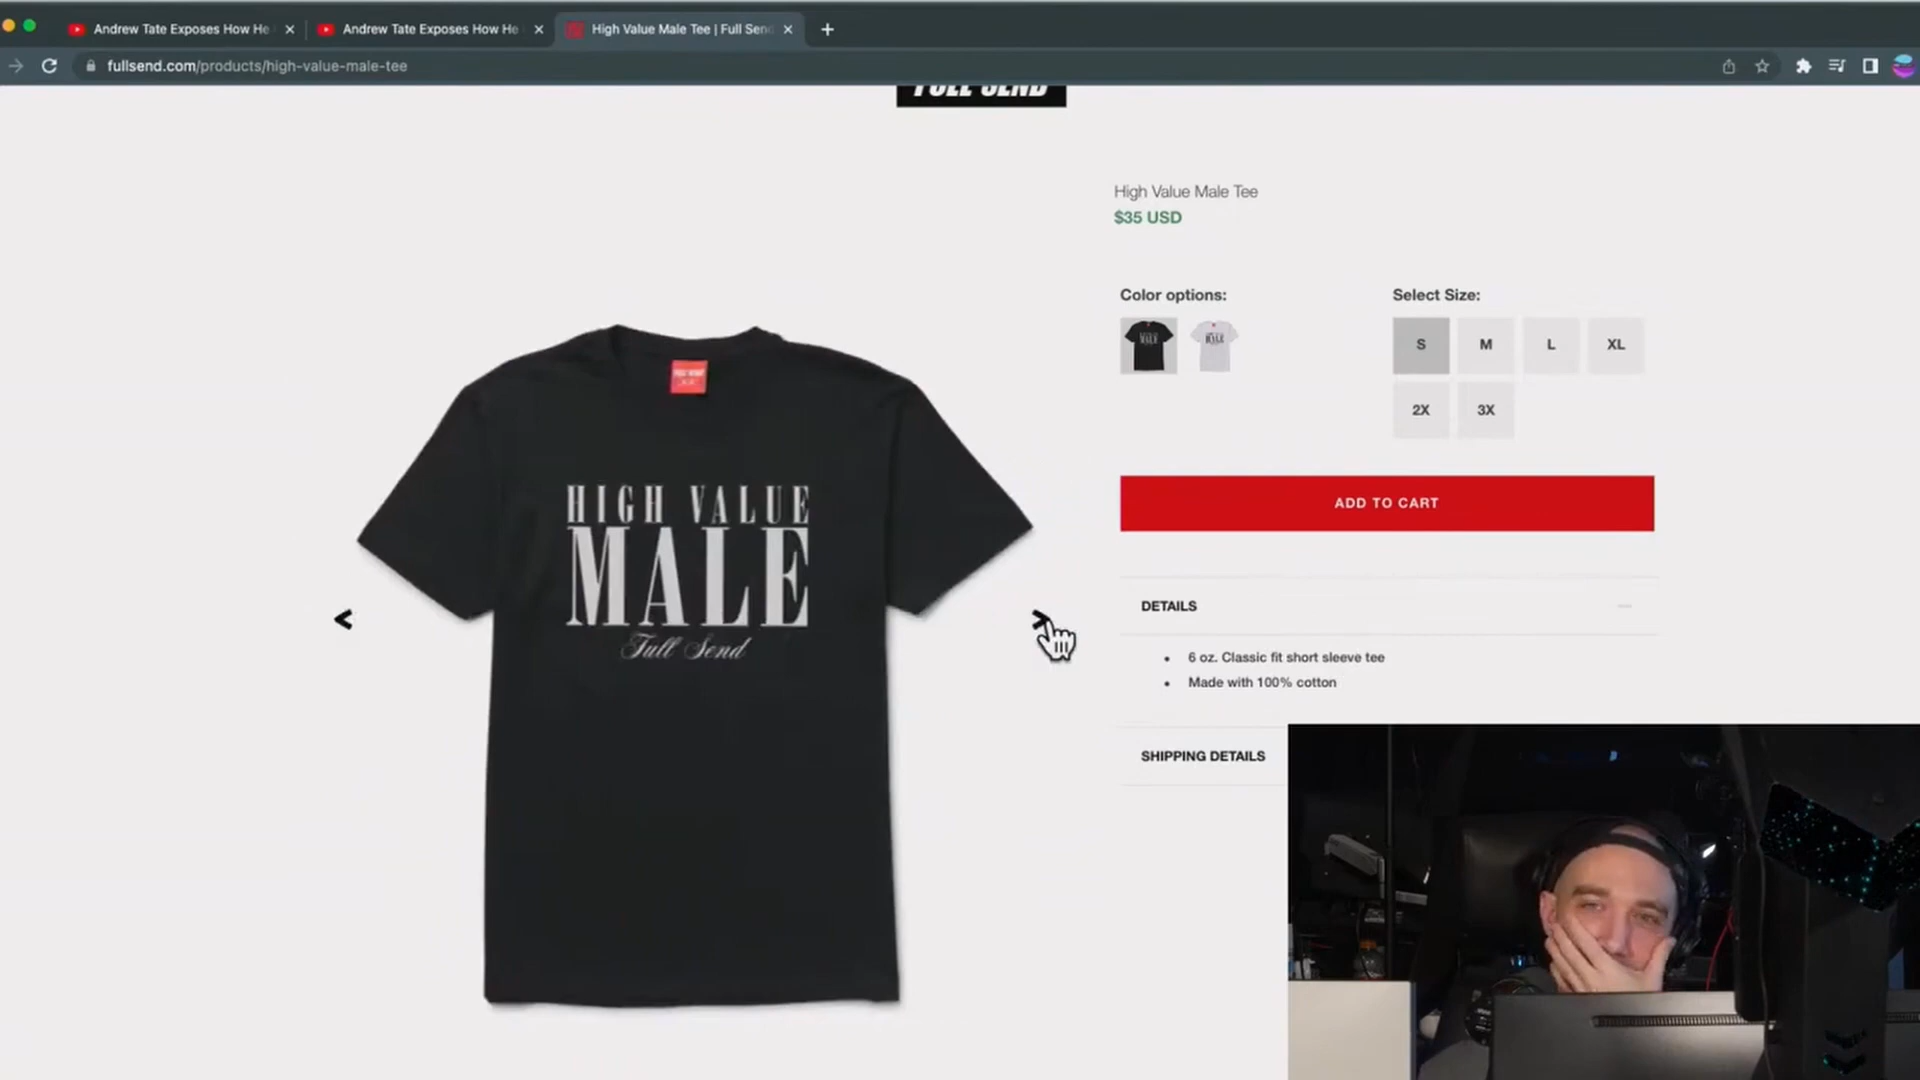 Andrew Tate Exposes How He
Andrew Tate Exposes How He
High Value Male Tee | Full Send
fullsend.com/products/high-value-male-tee
FULL SEND
High Value Male Tee
$35 USD
Color options:
Select Size:
S M L XL
2X 3X
ADD TO CART
HIGH VALUE
MALE
Full Send
DETAILS
6 oz. Classic fit short sleeve tee
Made with 100% cotton
SHIPPING DETAILS